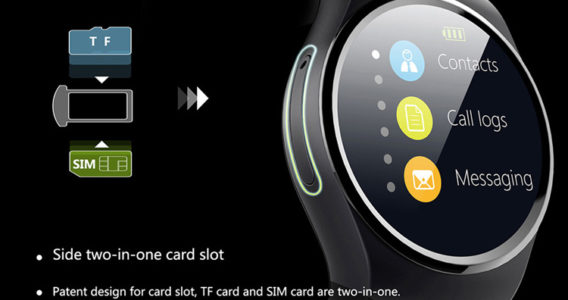 TF
SIM
Contacts
Call logs
Messaging
Side two-in-one card slot
Patent design for card slot, TF card and SIM card are two-in-one.